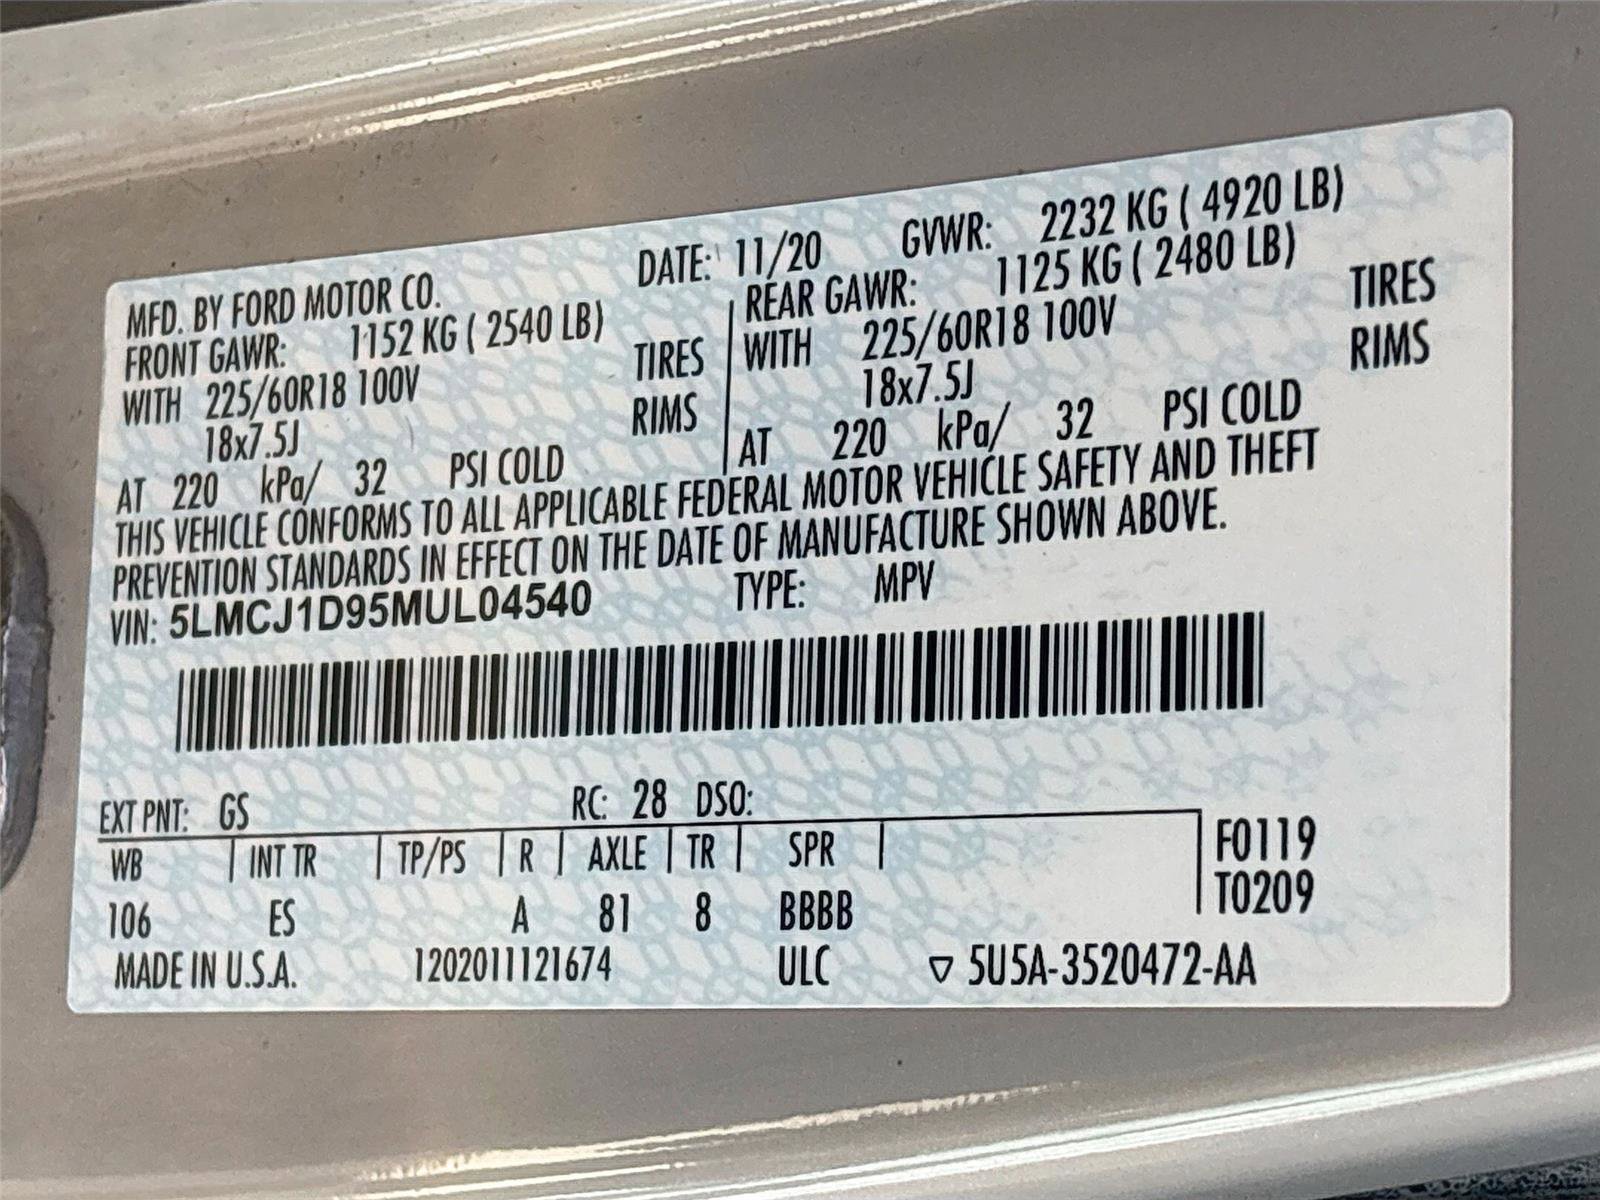 MFD. BY FORD MOTOR CO. DATE: 11/20 GVWR: 2232 KG ( 4920 LB)
FRONT GAWR: 1152 KG ( 2540 LB) REAR GAWR: 1125 KG ( 2480 LB)
WITH 225/60R18 100V TIRES WITH 225/60R18 100V TIRES
18x7.5J RIMS 18x7.5J RIMS
AT 220 kPa/ 32 PSI COLD AT 220 kPa/ 32 PSI COLD
THIS VEHICLE CONFORMS TO ALL APPLICABLE FEDERAL MOTOR VEHICLE SAFETY AND THEFT
PREVENTION STANDARDS IN EFFECT ON THE DATE OF MANUFACTURE SHOWN ABOVE.
VIN: 5LMCJ1D95MUL04540 TYPE: MPV
EXT PNT: GS RC: 28 DSO:
WB | INT TR | TP/PS | R | AXLE | TR | SPR | F0119
106 ES A 81 8 BBBB T0209
MADE IN U.S.A. 1202011121674 ULC ▽ 5U5A-3520472-AA